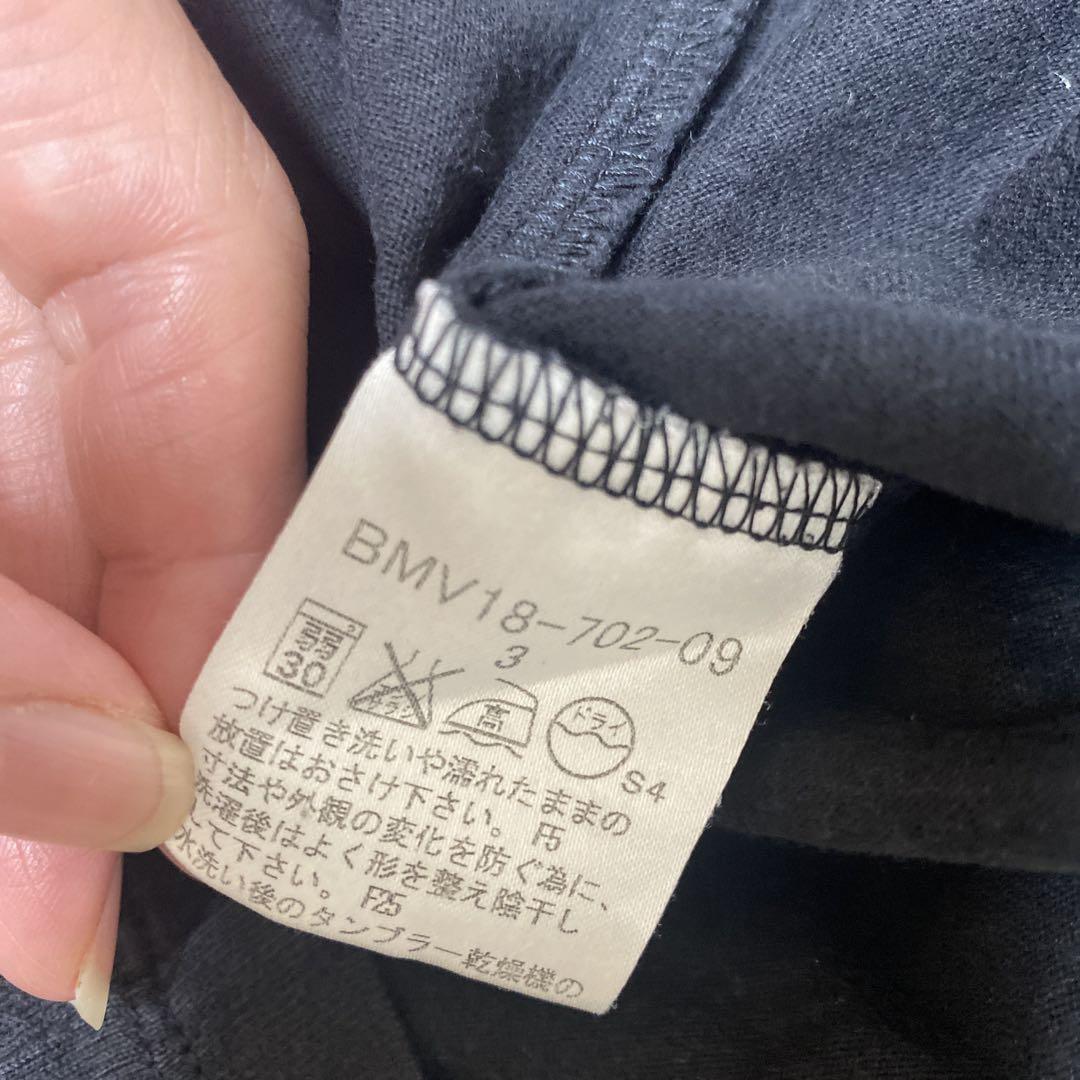 BMV18-702-09
3
弱
30
高
ドライ
S4
つけ置き洗いや濡れたままの
放置はおさけ下さい。 F5
寸法や外観の変化を防ぐ為に、
洗濯後はよく形を整え陰干し
して下さい。 F25
水洗い後のタンブラー乾燥機の